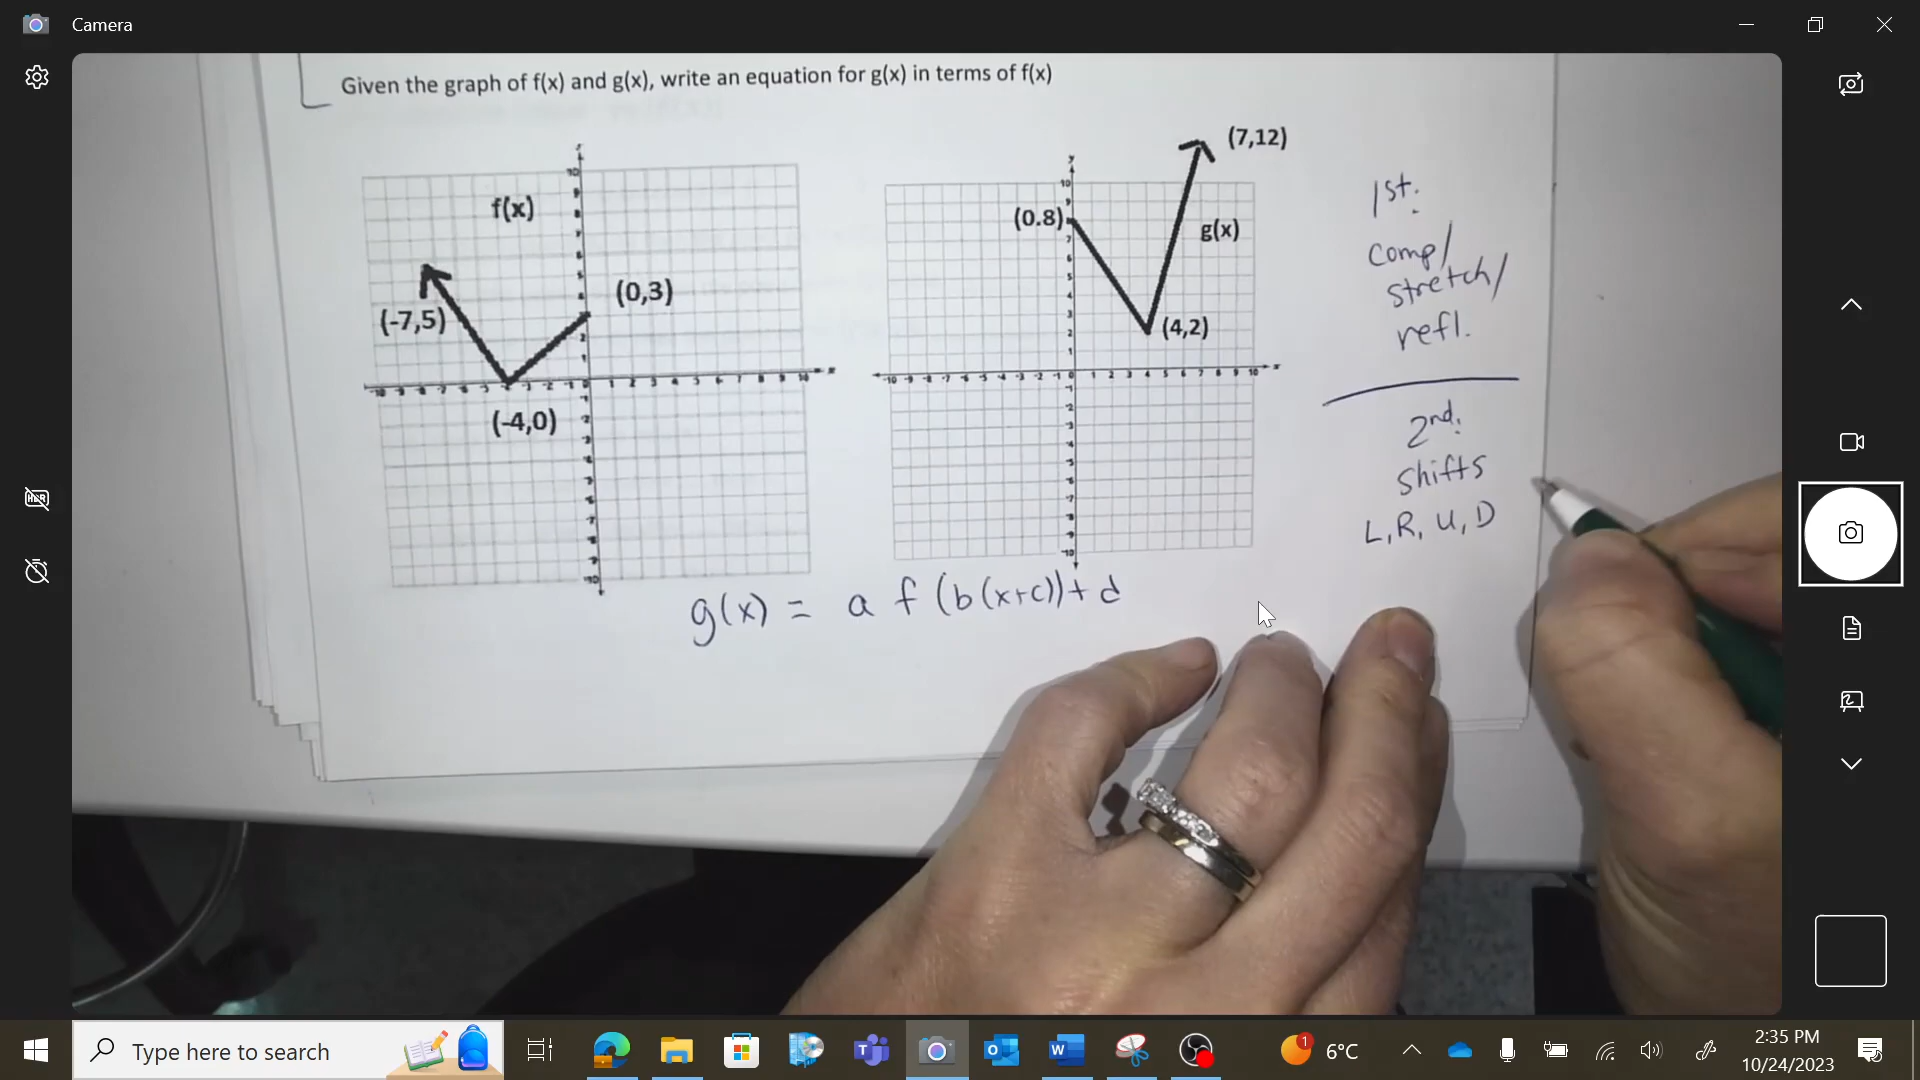 Camera
Given the graph of f(x) and g(x), write an equation for g(x) in terms of f(x)
f(x)
(-7,5)
(0,3)
(-4,0)
(7,12)
(0.8)
g(x)
(4,2)
1st:
comp/
stretch/
refl.
2nd:
shifts
L, R, U, D
g(x) = a f (b(x+c)) + d
Type here to search
6°C
2:35 PM
10/24/2023